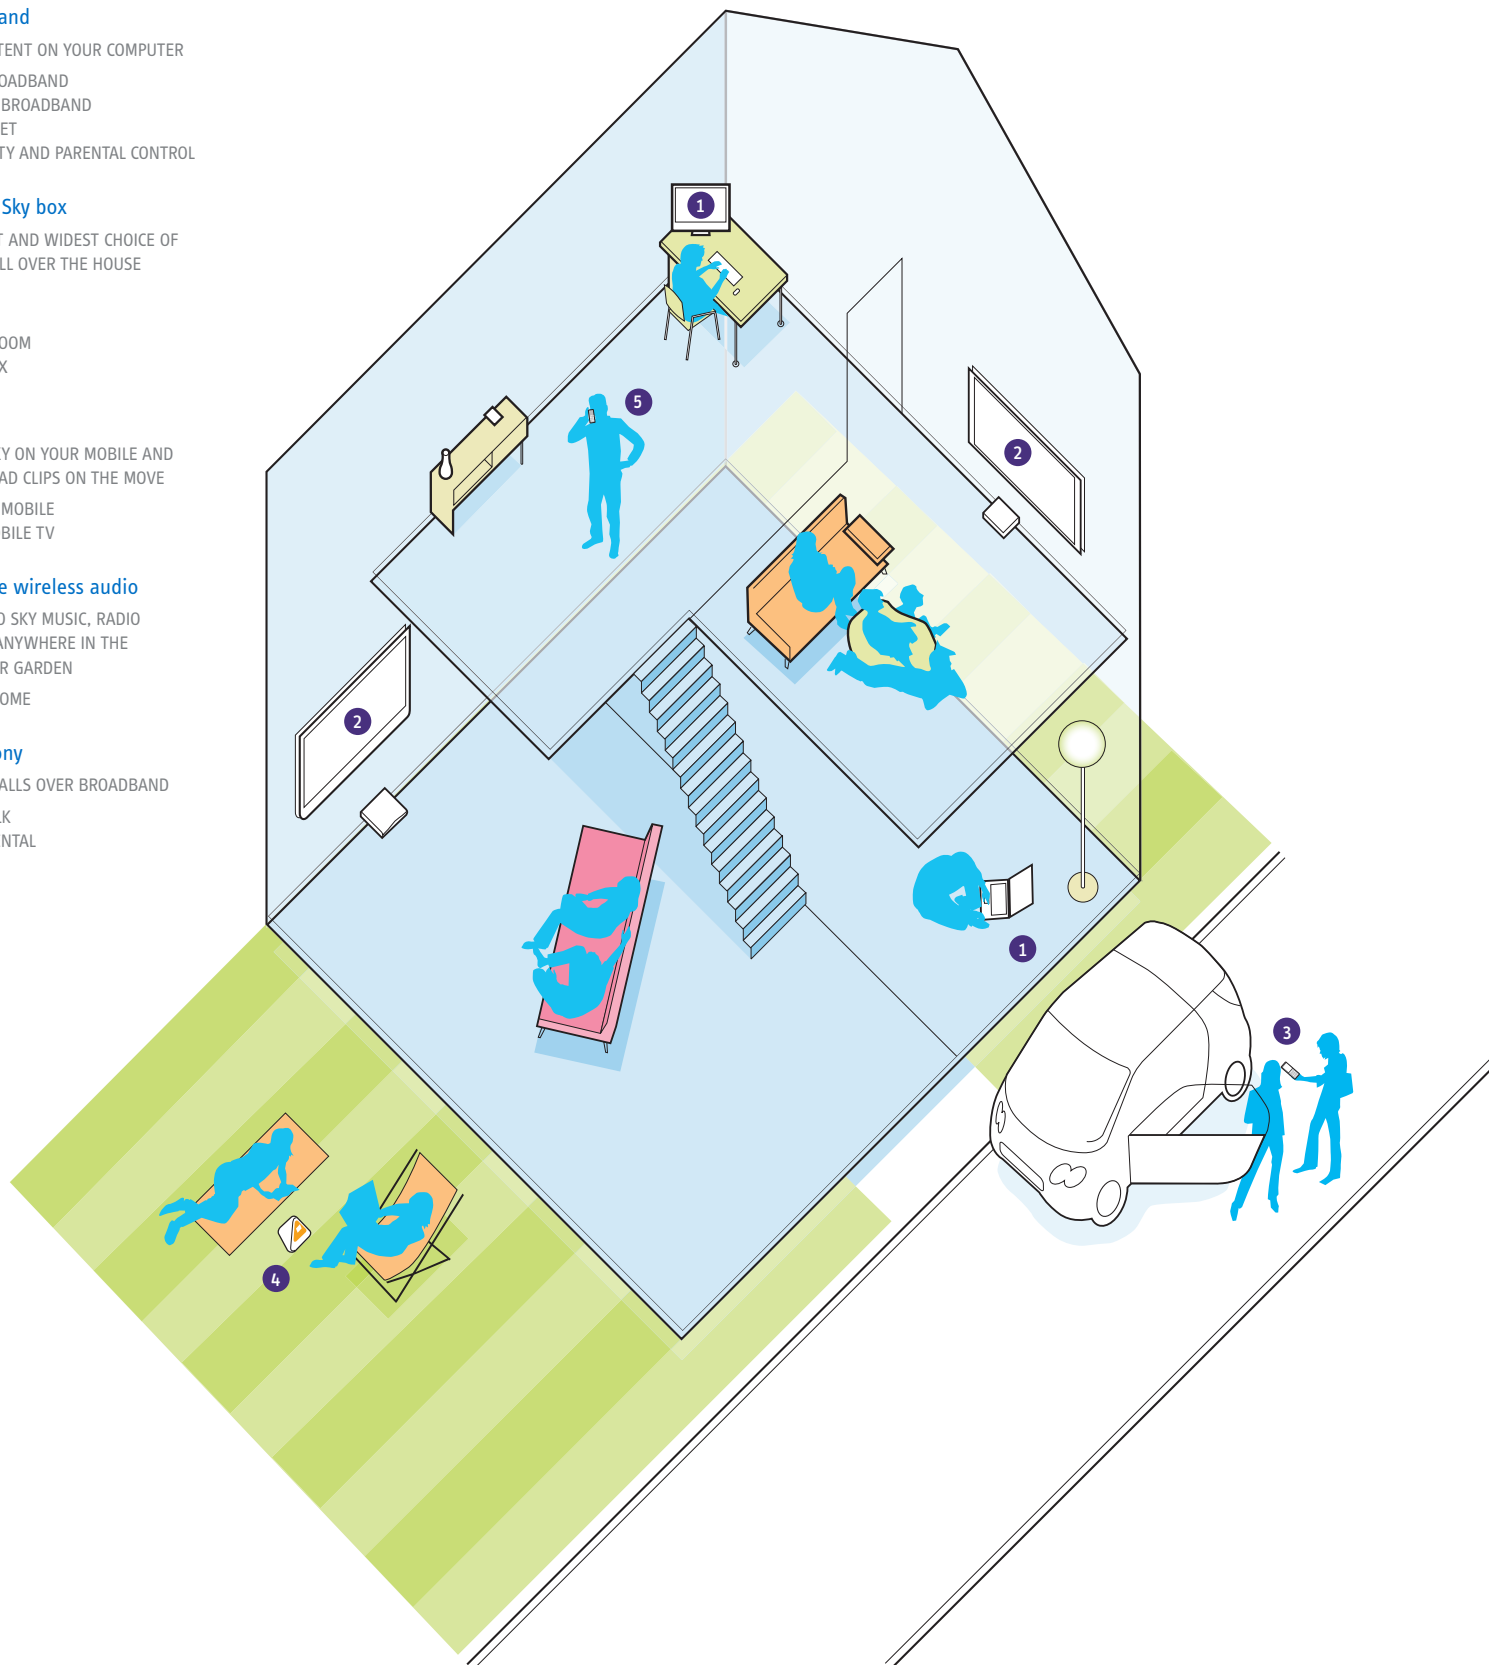 and
TENT ON YOUR COMPUTER
OADBAND
BROADBAND
ET
TY AND PARENTAL CONTROL
Sky box
T AND WIDEST CHOICE OF
LL OVER THE HOUSE
OOM
X
Y ON YOUR MOBILE AND
AD CLIPS ON THE MOVE
MOBILE
BILE TV
e wireless audio
O SKY MUSIC, RADIO
ANYWHERE IN THE
R GARDEN
OME
ony
ALLS OVER BROADBAND
LK
ENTAL
1
5
2
2
1
3
4